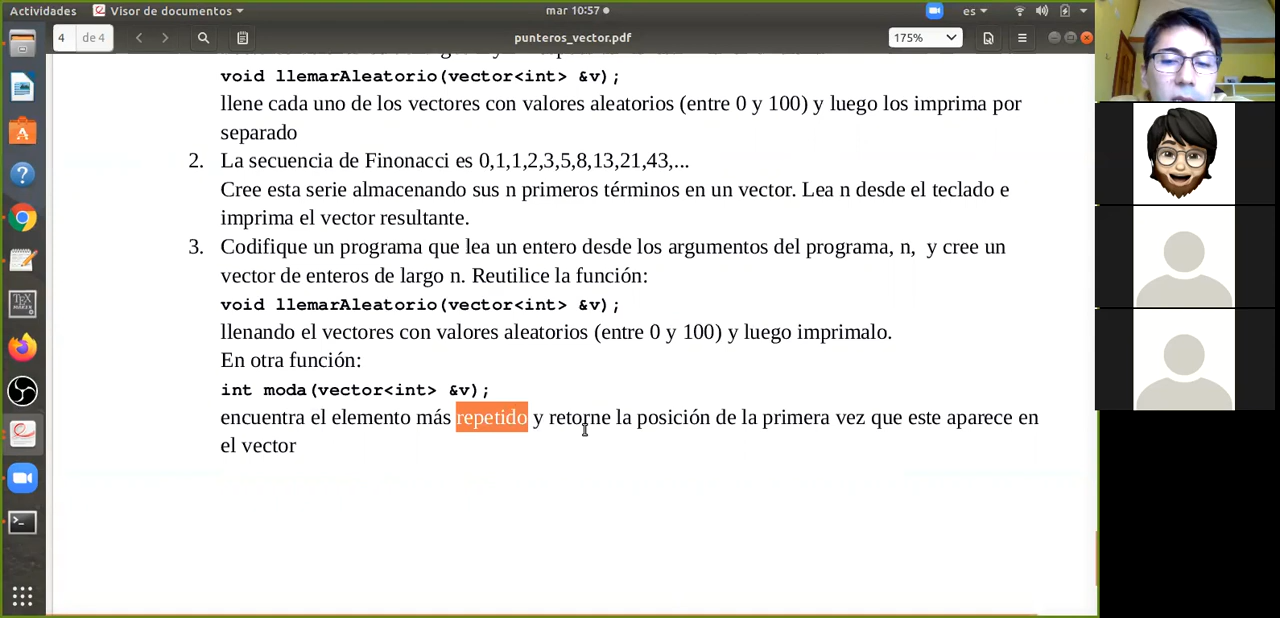 Actividades Visor de documentos mar 10:57 es
4 de 4 punteros_vector.pdf 175%
void llemarAleatorio(vector<int> &v);
llene cada uno de los vectores con valores aleatorios (entre 0 y 100) y luego los imprima por
separado
2. La secuencia de Finonacci es 0,1,1,2,3,5,8,13,21,43,...
Cree esta serie almacenando sus n primeros términos en un vector. Lea n desde el teclado e
imprima el vector resultante.
3. Codifique un programa que lea un entero desde los argumentos del programa, n, y cree un
vector de enteros de largo n. Reutilice la función:
void llemarAleatorio(vector<int> &v);
llenando el vectores con valores aleatorios (entre 0 y 100) y luego imprimalo.
En otra función:
int moda(vector<int> &v);
encuentra el elemento más repetido y retorne la posición de la primera vez que este aparece en
el vector